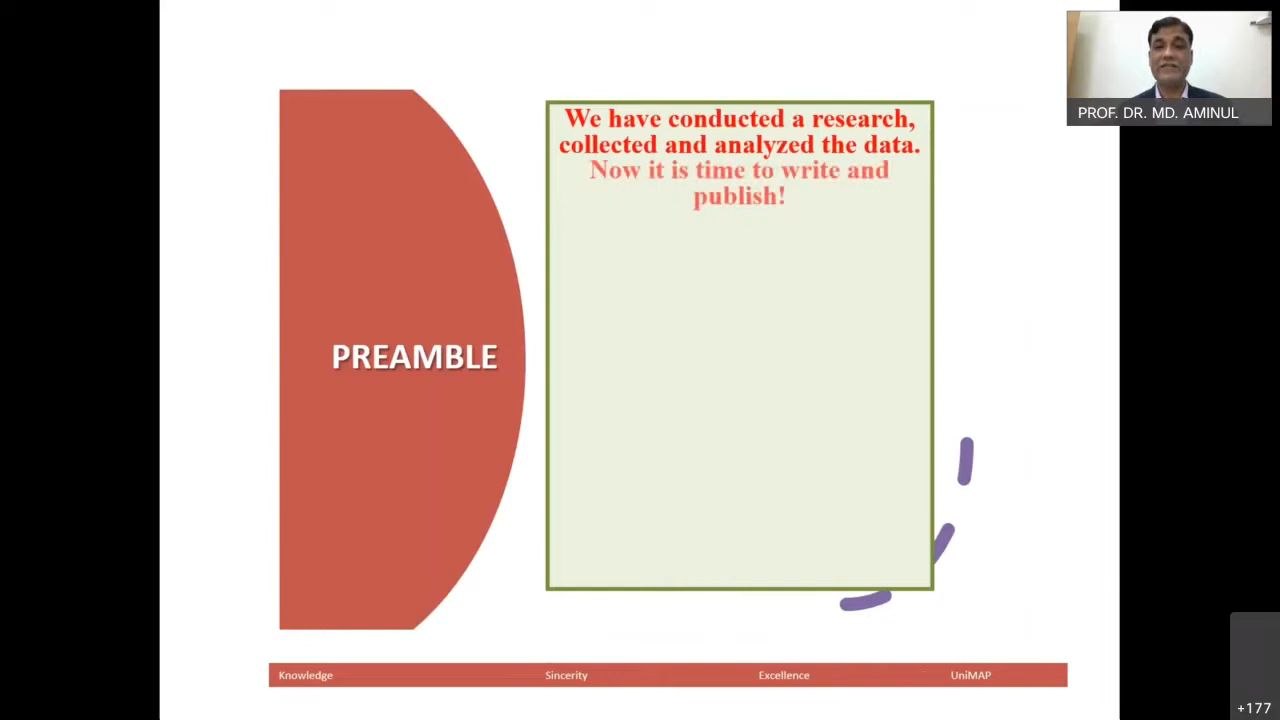 PROF. DR. MD. AMINUL
We have conducted a research,
collected and analyzed the data.
Now it is time to write and
publish!
PREAMBLE
Knowledge
Sincerity
Excellence
UniMAP
+177